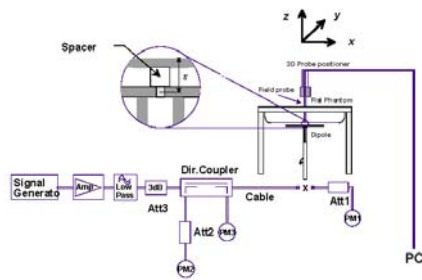 z
y
x
Spacer
s
3D Probe positioner
Field probe
Flat Phantom
Dipole
Dir.Coupler
Signal
Generato
Amp
Low
Pass
3dB
Att3
Cable
x
Att1
PM1
Att2
PM3
PM2
PC